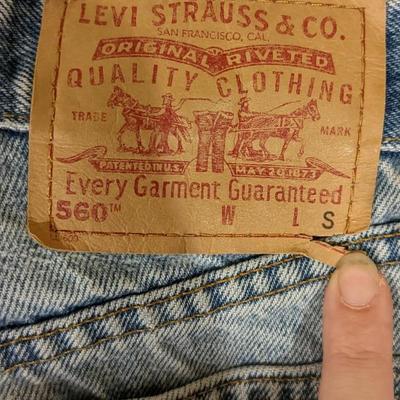 LEVI STRAUSS & CO.
SAN FRANCISCO, CAL.
ORIGINAL RIVETED
QUALITY CLOTHING
TRADE MARK
PATENTED IN U.S. MAY 20 1873
Every Garment Guaranteed
560™ W L S